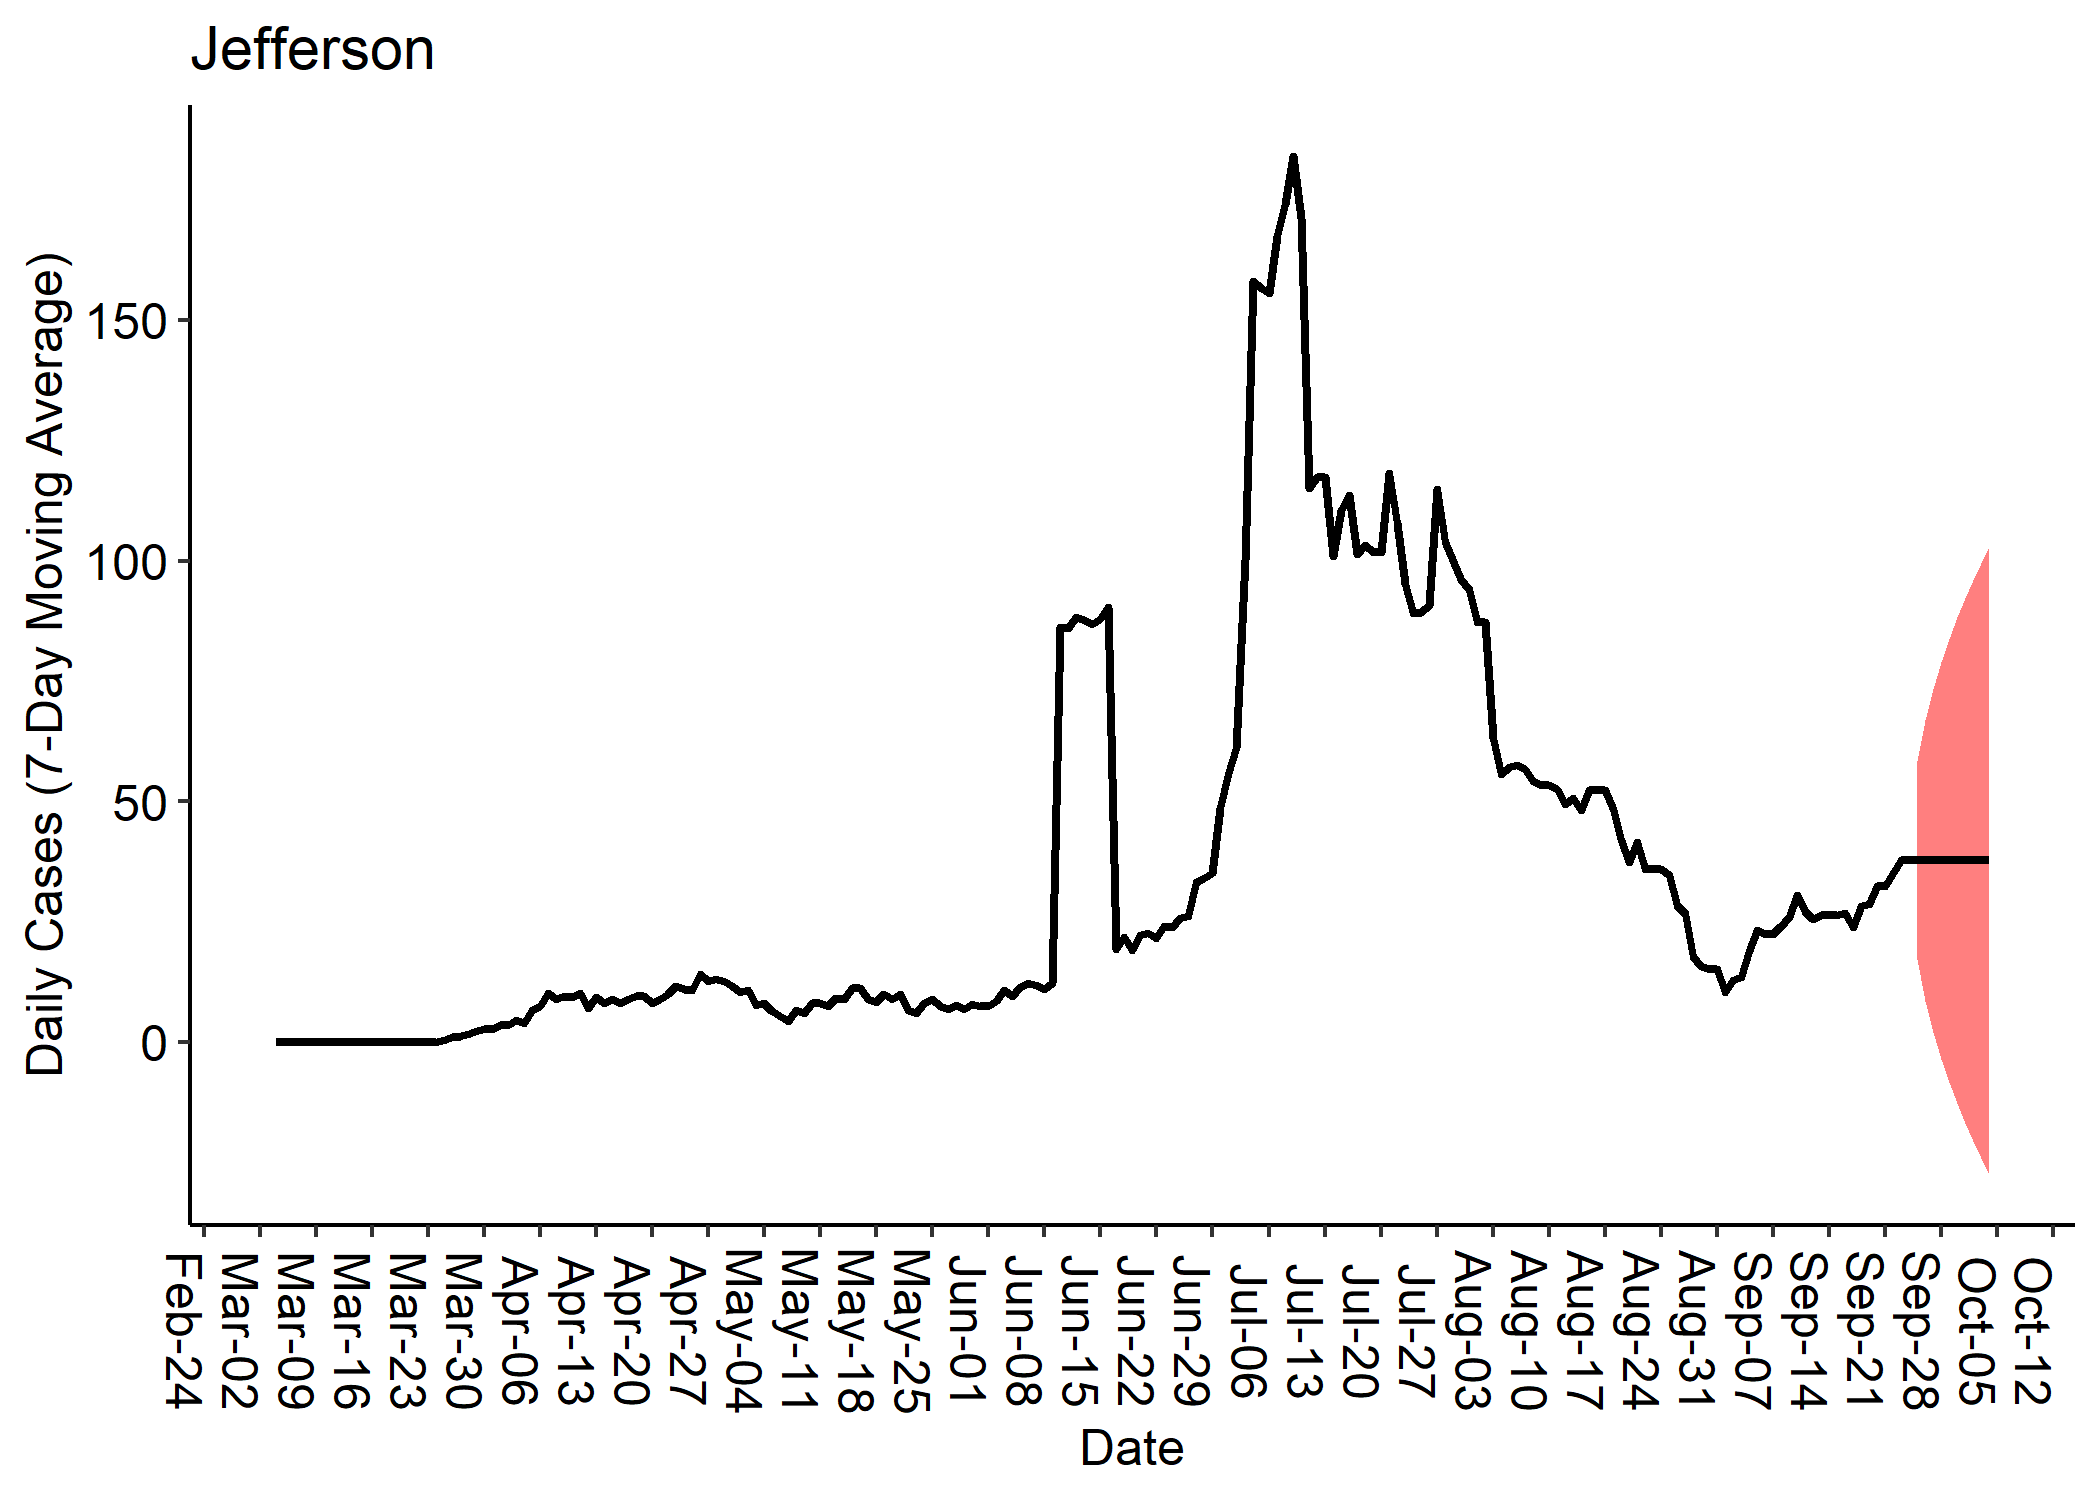 Jefferson
Daily Cases (7-Day Moving Average)
150
100
50
0
Feb-24
Mar-02
Mar-09
Mar-16
Mar-23
Mar-30
Apr-06
Apr-13
Apr-20
Apr-27
May-04
May-11
May-18
May-25
Jun-01
Jun-08
Jun-15
Jun-22
Jun-29
Jul-06
Jul-13
Jul-20
Jul-27
Aug-03
Aug-10
Aug-17
Aug-24
Aug-31
Sep-07
Sep-14
Sep-21
Sep-28
Oct-05
Oct-12
Date